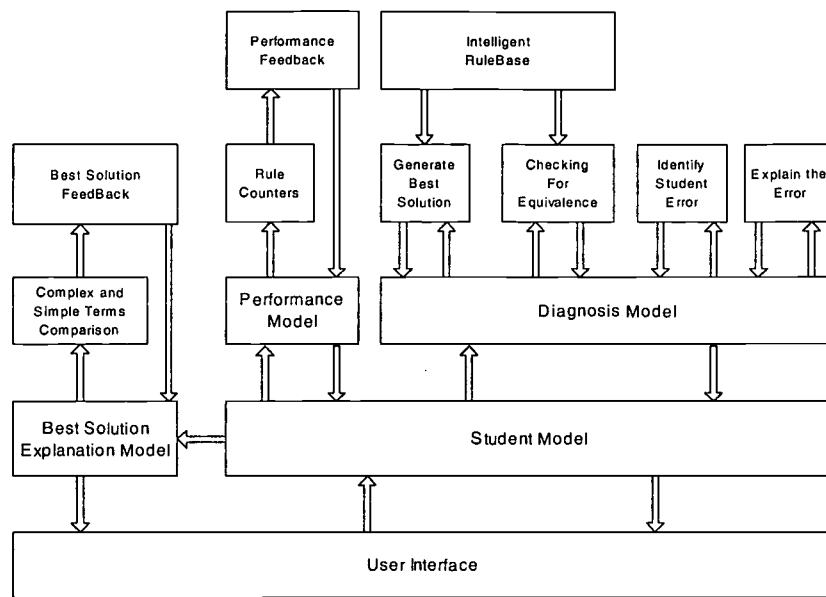 Performance
Feedback
Intelligent
RuleBase
Best Solution
FeedBack
Rule
Counters
Generate
Best
Solution
Checking
For
Equivalence
Identify
Student
Error
Explain the
Error
Complex and
Simple Terms
Comparison
Performance
Model
Diagnosis Model
Best Solution
Explanation Model
Student Model
User Interface